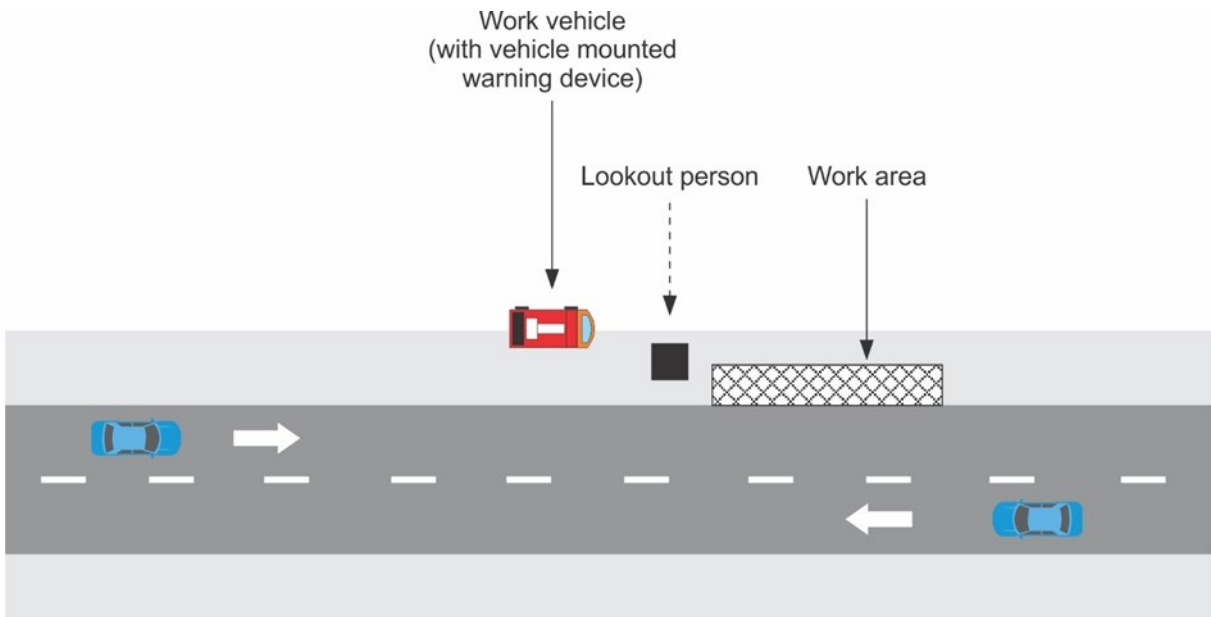 Work vehicle
(with vehicle mounted
warning device)
Lookout person
Work area